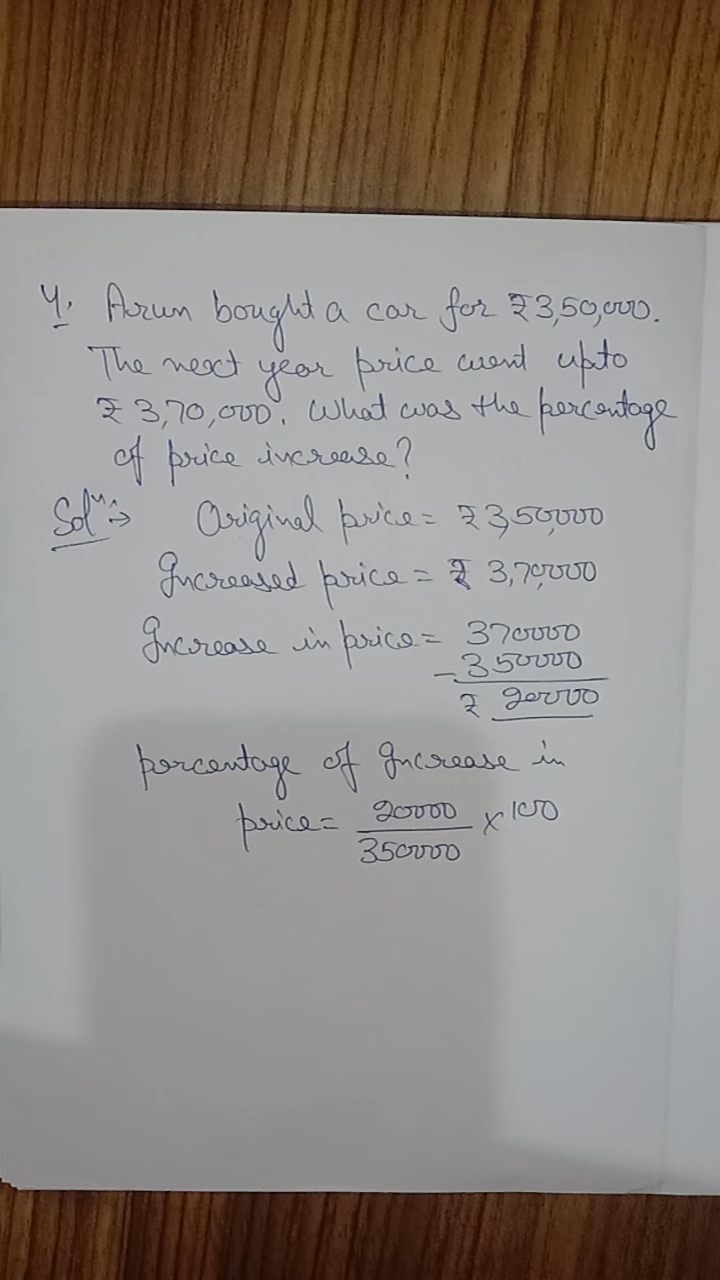 4. Arun bought a car for ₹3,50,000.
The next year price went upto
₹3,70,000. What was the percentage
of price increase?
Solⁿ:→ Original price = ₹3,50,000
Increased price = ₹ 3,70,000
Increase in price = 370000
- 350000
₹ 20000
percentage of Increase in
price = 20000/350000 × 100